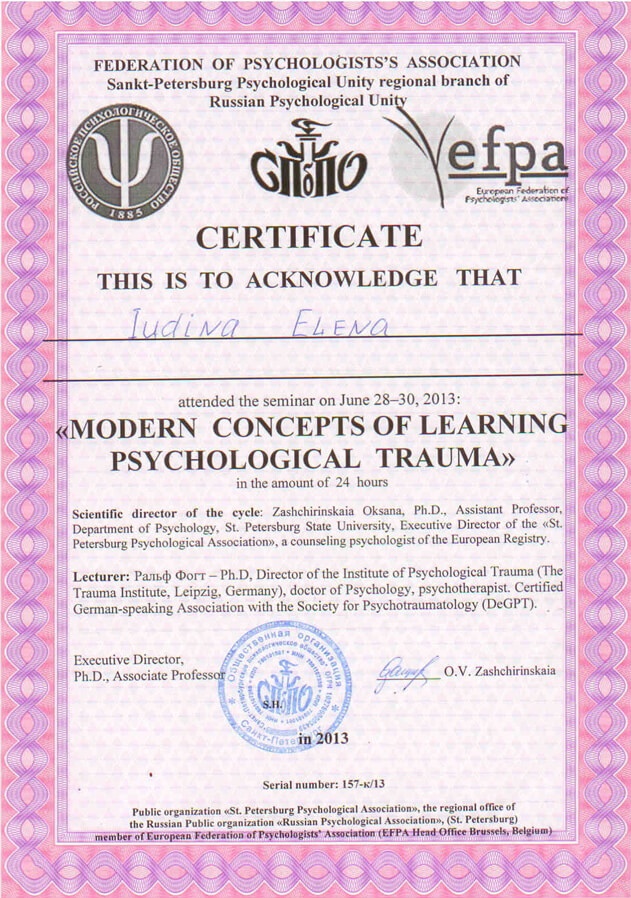 FEDERATION OF PSYCHOLOGISTS'S ASSOCIATION
Sankt-Petersburg Psychological Unity regional branch of
Russian Psychological Unity
РОССИЙСКОЕ ПСИХОЛОГИЧЕСКОЕ ОБЩЕСТВО
1885
СПбПО
efpa
European Federation of
Psychologists' Associations
CERTIFICATE
THIS IS TO ACKNOWLEDGE THAT
Iudina Elena
attended the seminar on June 28–30, 2013:
«MODERN CONCEPTS OF LEARNING
PSYCHOLOGICAL TRAUMA»
in the amount of 24 hours
Scientific director of the cycle: Zashchirinskaia Oksana, Ph.D., Assistant Professor,
Department of Psychology, St. Petersburg State University, Executive Director of the «St.
Petersburg Psychological Association», a counseling psychologist of the European Registry.
Lecturer: Ральф Фогт – Ph.D, Director of the Institute of Psychological Trauma (The
Trauma Institute, Leipzig, Germany), doctor of Psychology, psychotherapist. Certified
German-speaking Association with the Society for Psychotraumatology (DeGPT).
Executive Director,
Ph.D., Associate Professor
O.V. Zashchirinskaia
Общественная организация
СПбПО
S.H.
in 2013
Serial number: 157-к/13
Public organization «St. Petersburg Psychological Association», the regional office of
the Russian Public organization «Russian Psychological Association», (St. Petersburg)
member of European Federation of Psychologists' Association (EFPA Head Office Brussels, Belgium)